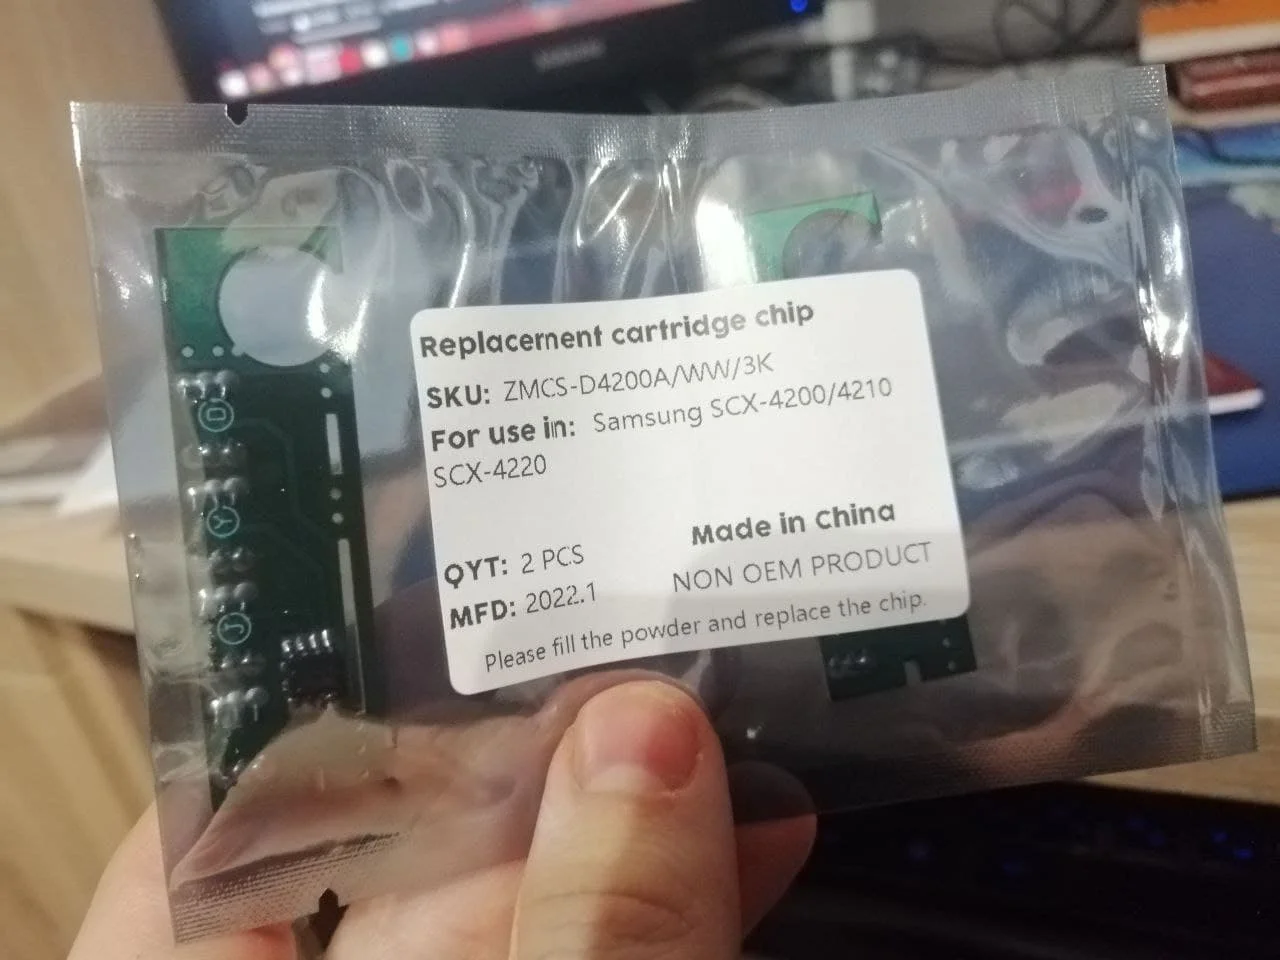 Replacement cartridge chip
SKU: ZMCS-D4200A/WW/3K
For use in: Samsung SCX-4200/4210
SCX-4220
Made in China
QYT: 2 PCS
NON OEM PRODUCT
MFD: 2022.1
Please fill the powder and replace the chip.
D
Y
J